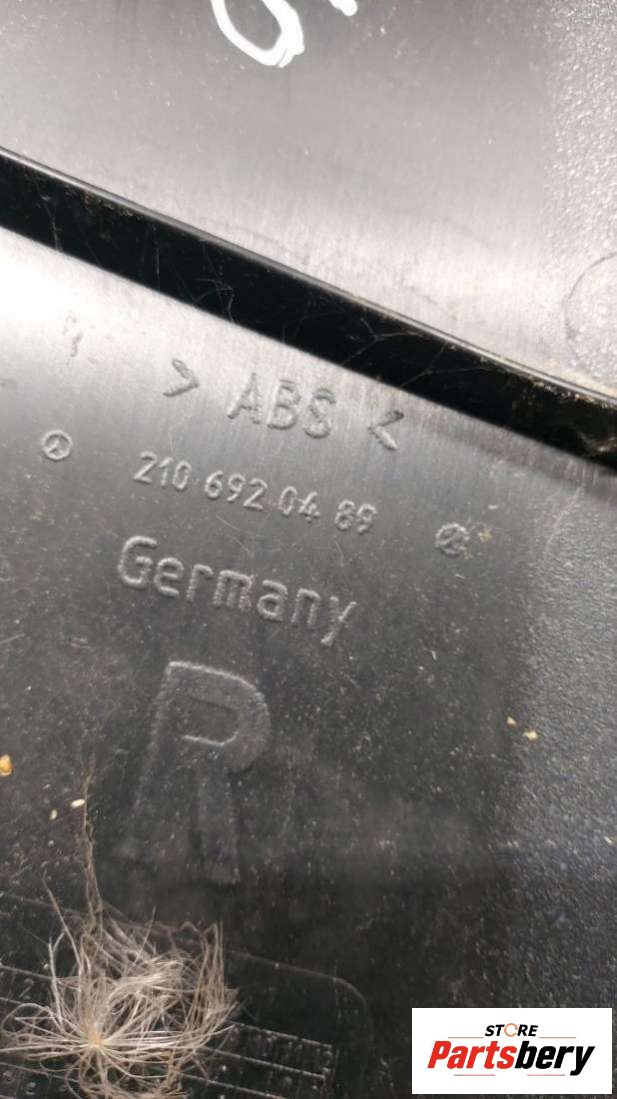 > ABS <
210 692 04 89
Germany
R
STORE
Partsbery